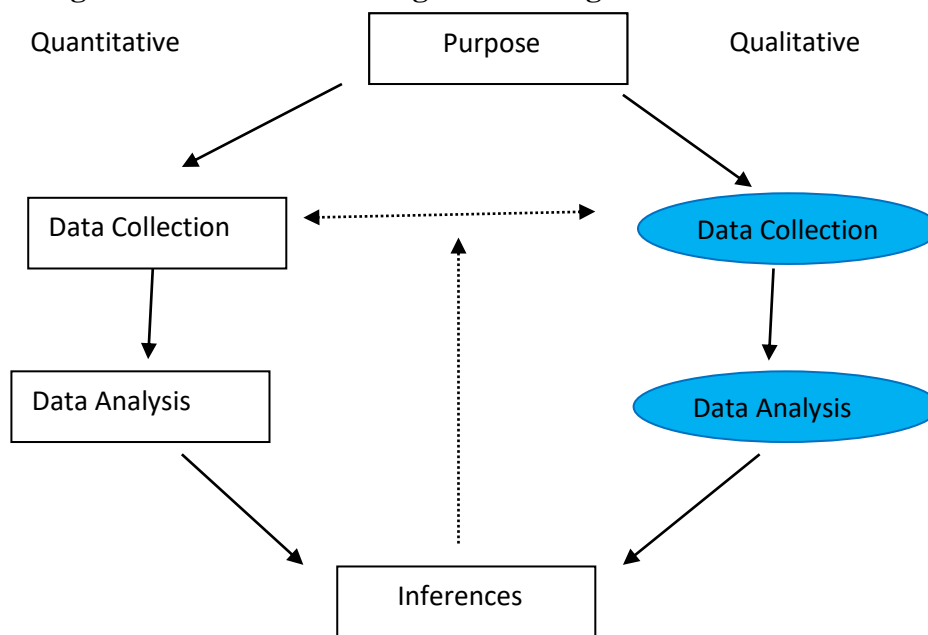 Quantitative
Purpose
Qualitative
Data Collection
Data Collection
Data Analysis
Data Analysis
Inferences